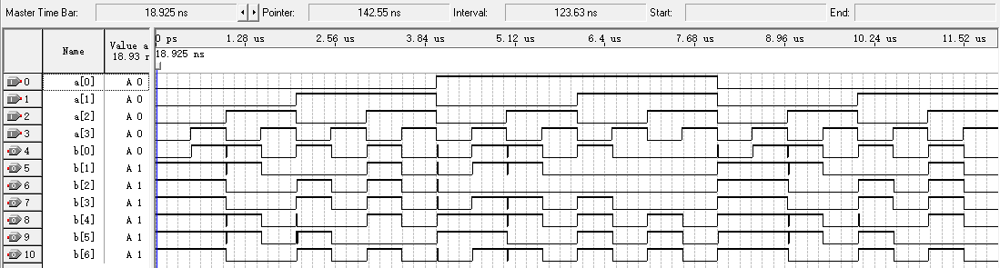 Master Time Bar: 18.925 ns Pointer: 142.55 ns Interval: 123.63 ns Start: End:
Name Value a 18.93 r
0 ps 1.28 us 2.56 us 3.84 us 5.12 us 6.4 us 7.68 us 8.96 us 10.24 us 11.52 us
18.925 ns
0 a[0] A 0
1 a[1] A 0
2 a[2] A 0
3 a[3] A 0
4 b[0] A 0
5 b[1] A 1
6 b[2] A 1
7 b[3] A 1
8 b[4] A 1
9 b[5] A 1
10 b[6] A 1